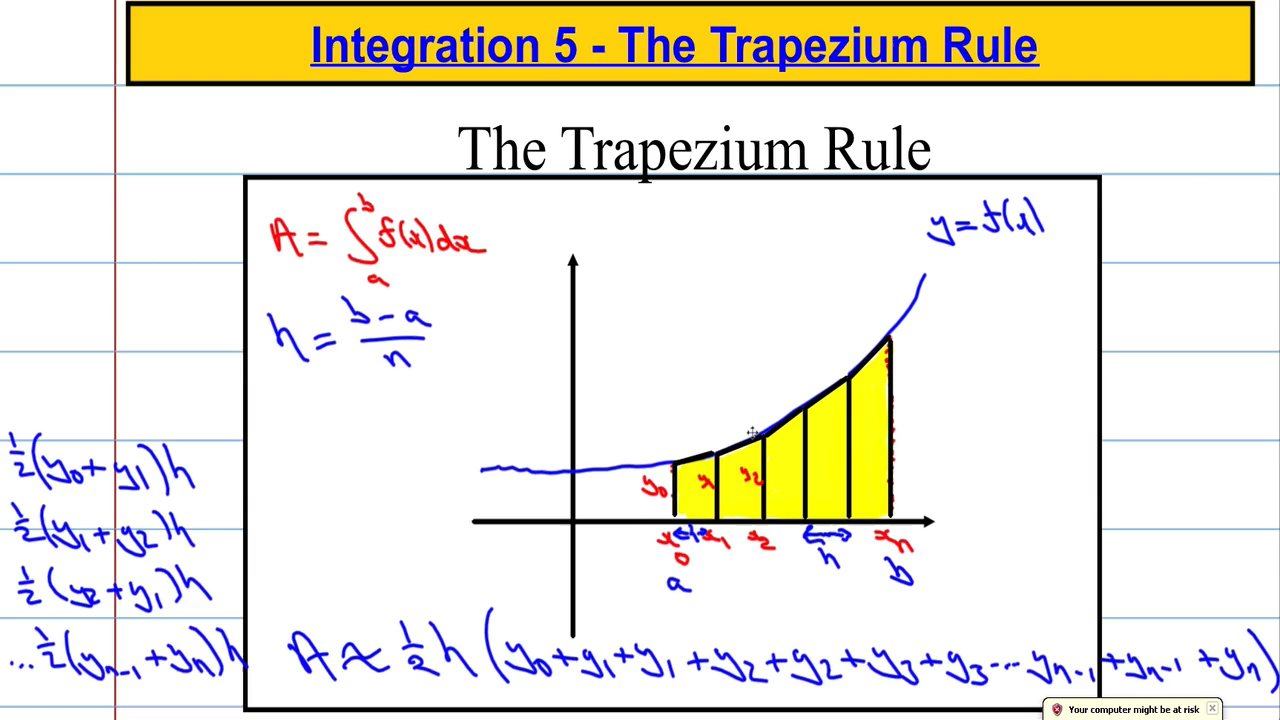 Integration 5 - The Trapezium Rule
The Trapezium Rule
A = ∫ₐᵇ f(x)dx
y = f(x)
h = (b - a)/n
y₀ y₁ y₂
x₀ x₁ x₂ h xₙ
a b
½(y₀ + y₁)h
½(y₁ + y₂)h
½(y₂ + y₁)h
...½(yₙ₋₁ + yₙ)h
A ≈ ½h (y₀ + y₁ + y₁ + y₂ + y₂ + y₃ + y₃ ... yₙ₋₁ + yₙ₋₁ + yₙ)
Your computer might be at risk